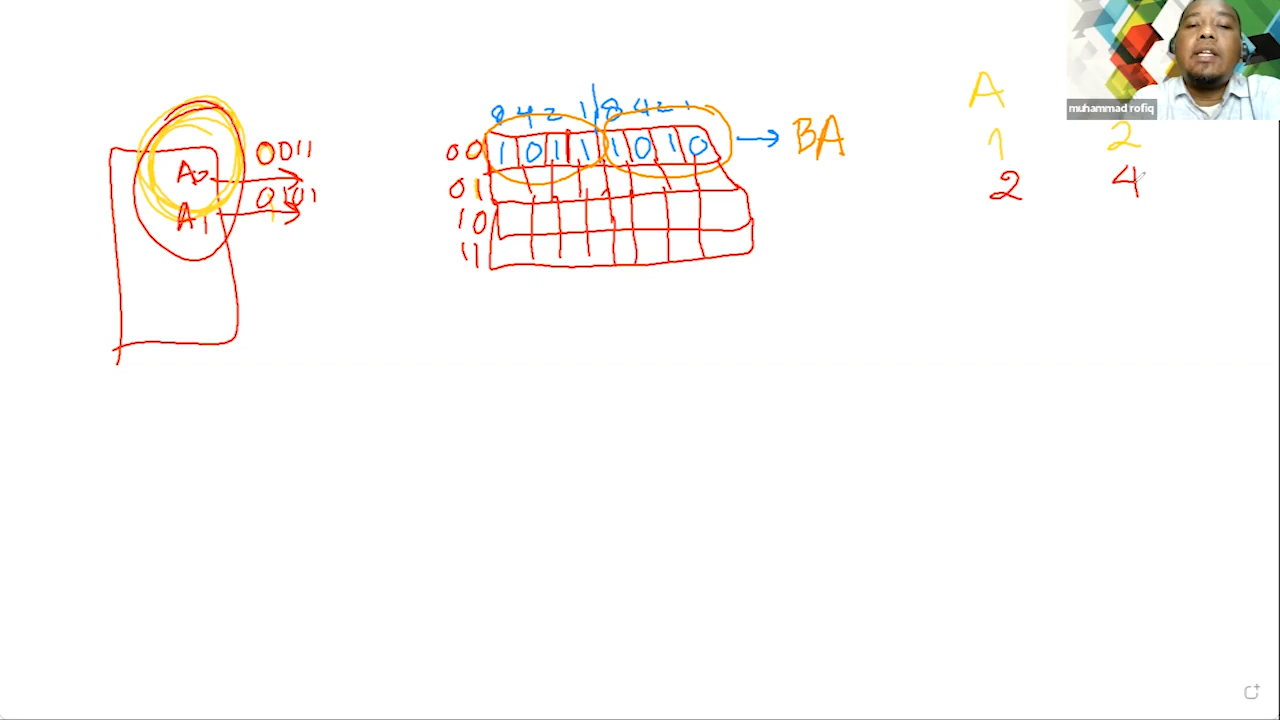 muhammad rofiq
A
1 2
2 4
A0 0011
A1 0101
8 4 2 1 8 4 2 1
00 1 0 1 1 1 0 1 0 → BA
01
10
11